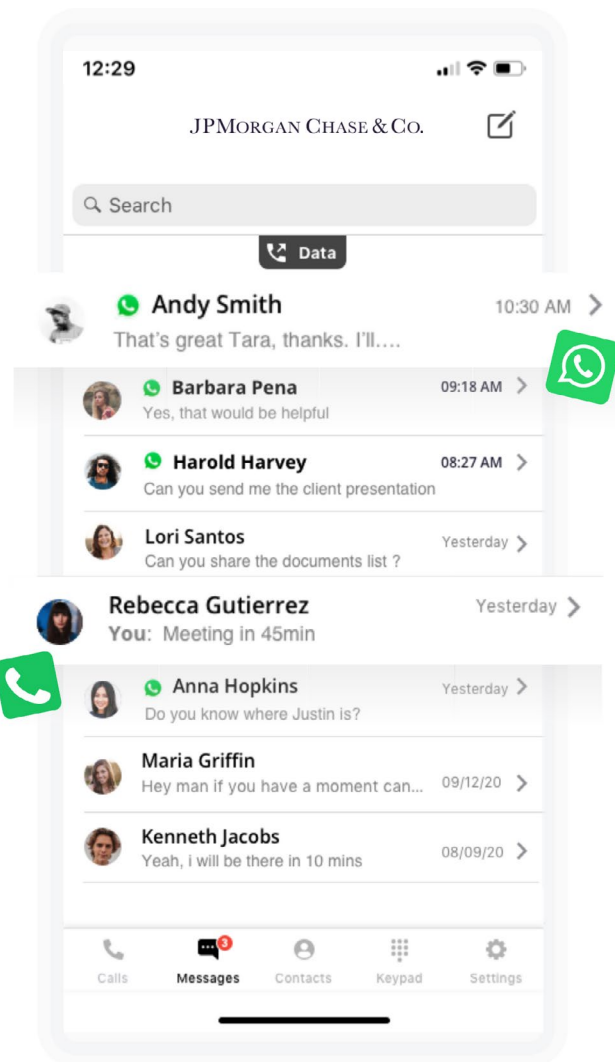 12:29
JPMORGAN CHASE & CO.
Search
Data
Andy Smith 10:30 AM
That's great Tara, thanks. I'll....
Barbara Pena 09:18 AM
Yes, that would be helpful
Harold Harvey 08:27 AM
Can you send me the client presentation
Lori Santos Yesterday
Can you share the documents list ?
Rebecca Gutierrez Yesterday
You: Meeting in 45min
Anna Hopkins Yesterday
Do you know where Justin is?
Maria Griffin
Hey man if you have a moment can... 09/12/20
Kenneth Jacobs
Yeah, i will be there in 10 mins 08/09/20
3
Calls Messages Contacts Keypad Settings